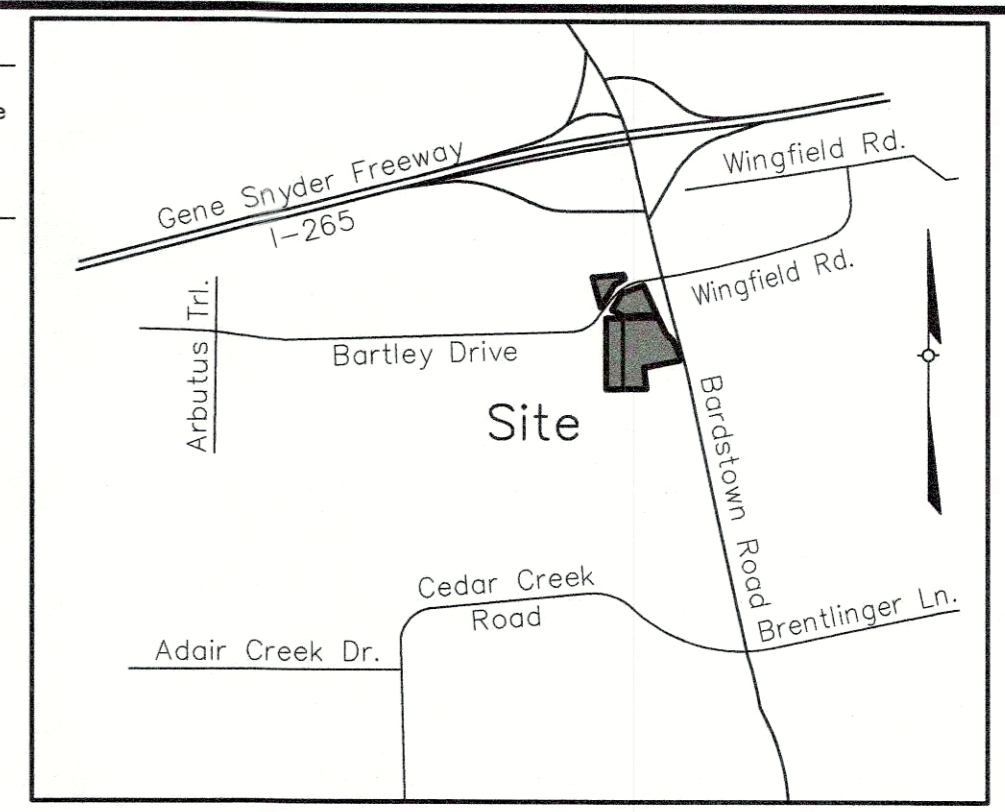 e
Gene Snyder Freeway
I-265
Wingfield Rd.
Wingfield Rd.
Arbutus Trl.
Bartley Drive
Site
Bardstown Road
Cedar Creek
Road
Brentlinger Ln.
Adair Creek Dr.